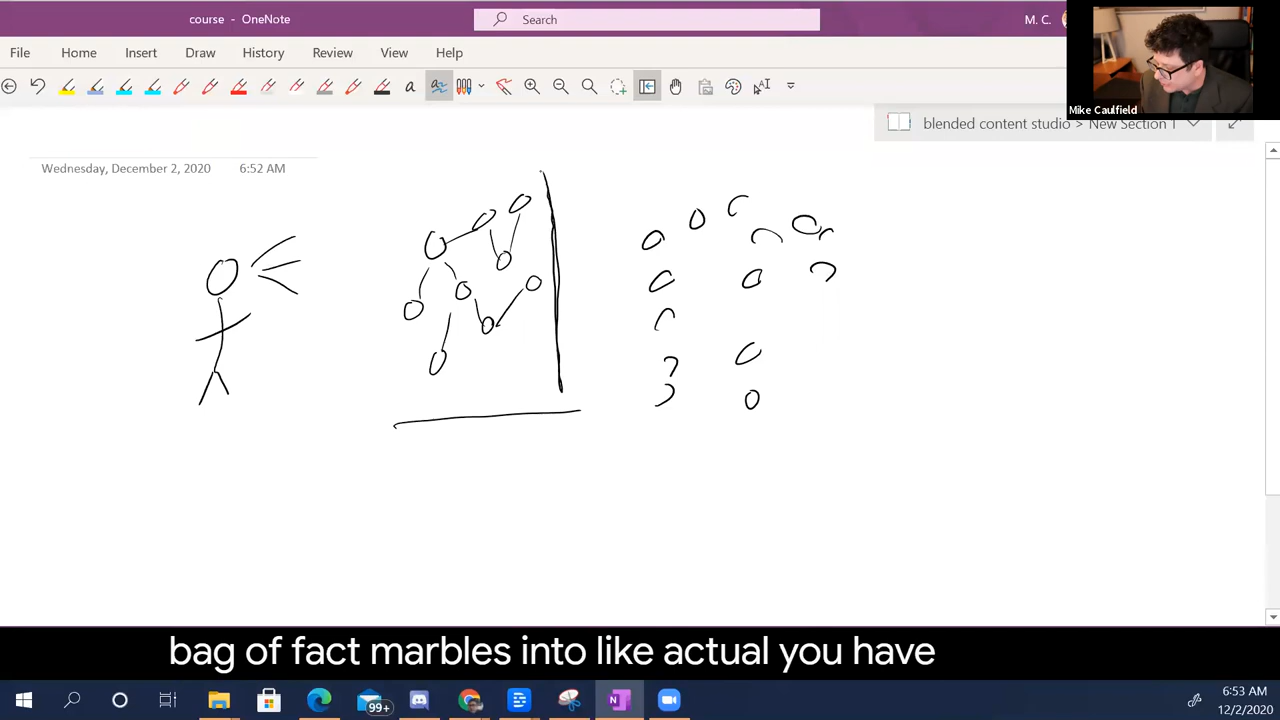 course - OneNote
Search
M. C.
File Home Insert Draw History Review View Help
Mike Caulfield
blended content studio > New Section 1
Wednesday, December 2, 2020 6:52 AM
bag of fact marbles into like actual you have
99+
6:53 AM
12/2/2020